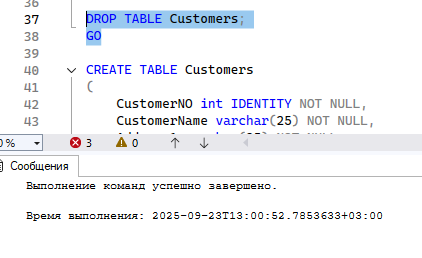 36
37 DROP TABLE Customers;
38 GO
39
40 CREATE TABLE Customers
41 (
42 CustomerNO int IDENTITY NOT NULL,
43 CustomerName varchar(25) NOT NULL,
0 % 3 0
Сообщения
Выполнение команд успешно завершено.
Время выполнения: 2025-09-23T13:00:52.7853633+03:00